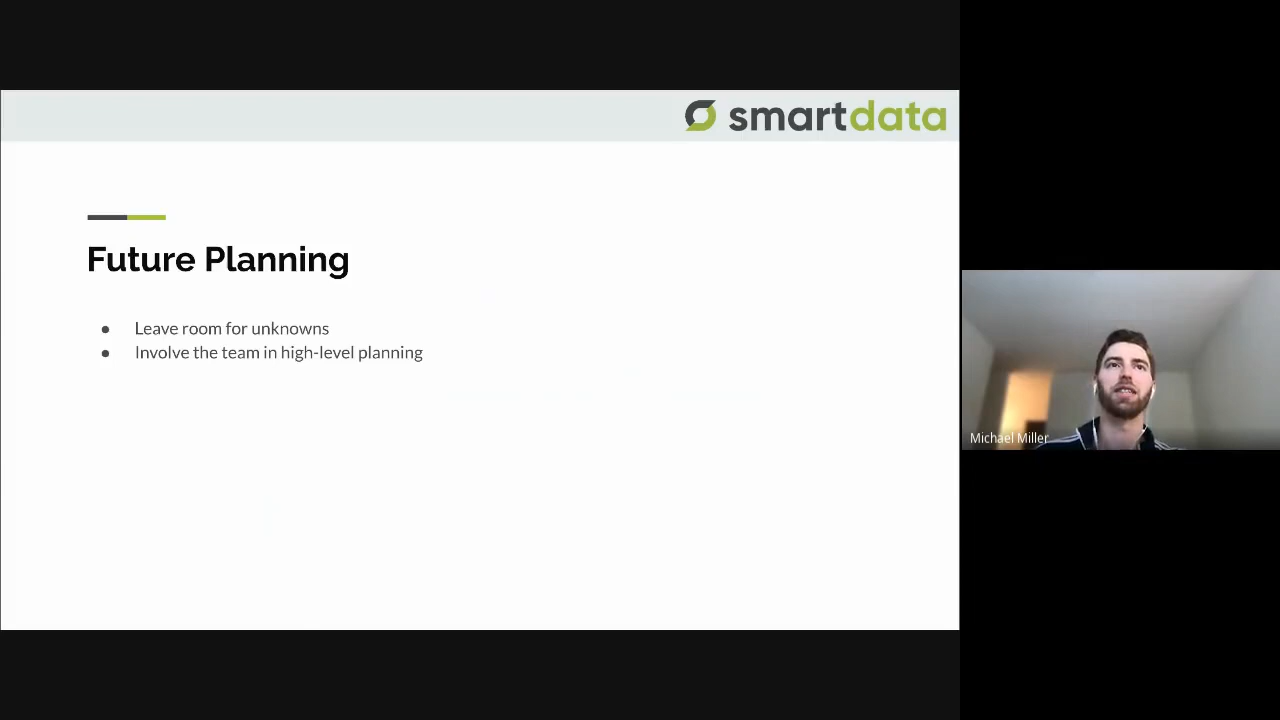 smartdata
Future Planning
● Leave room for unknowns
● Involve the team in high-level planning
Michael Miller